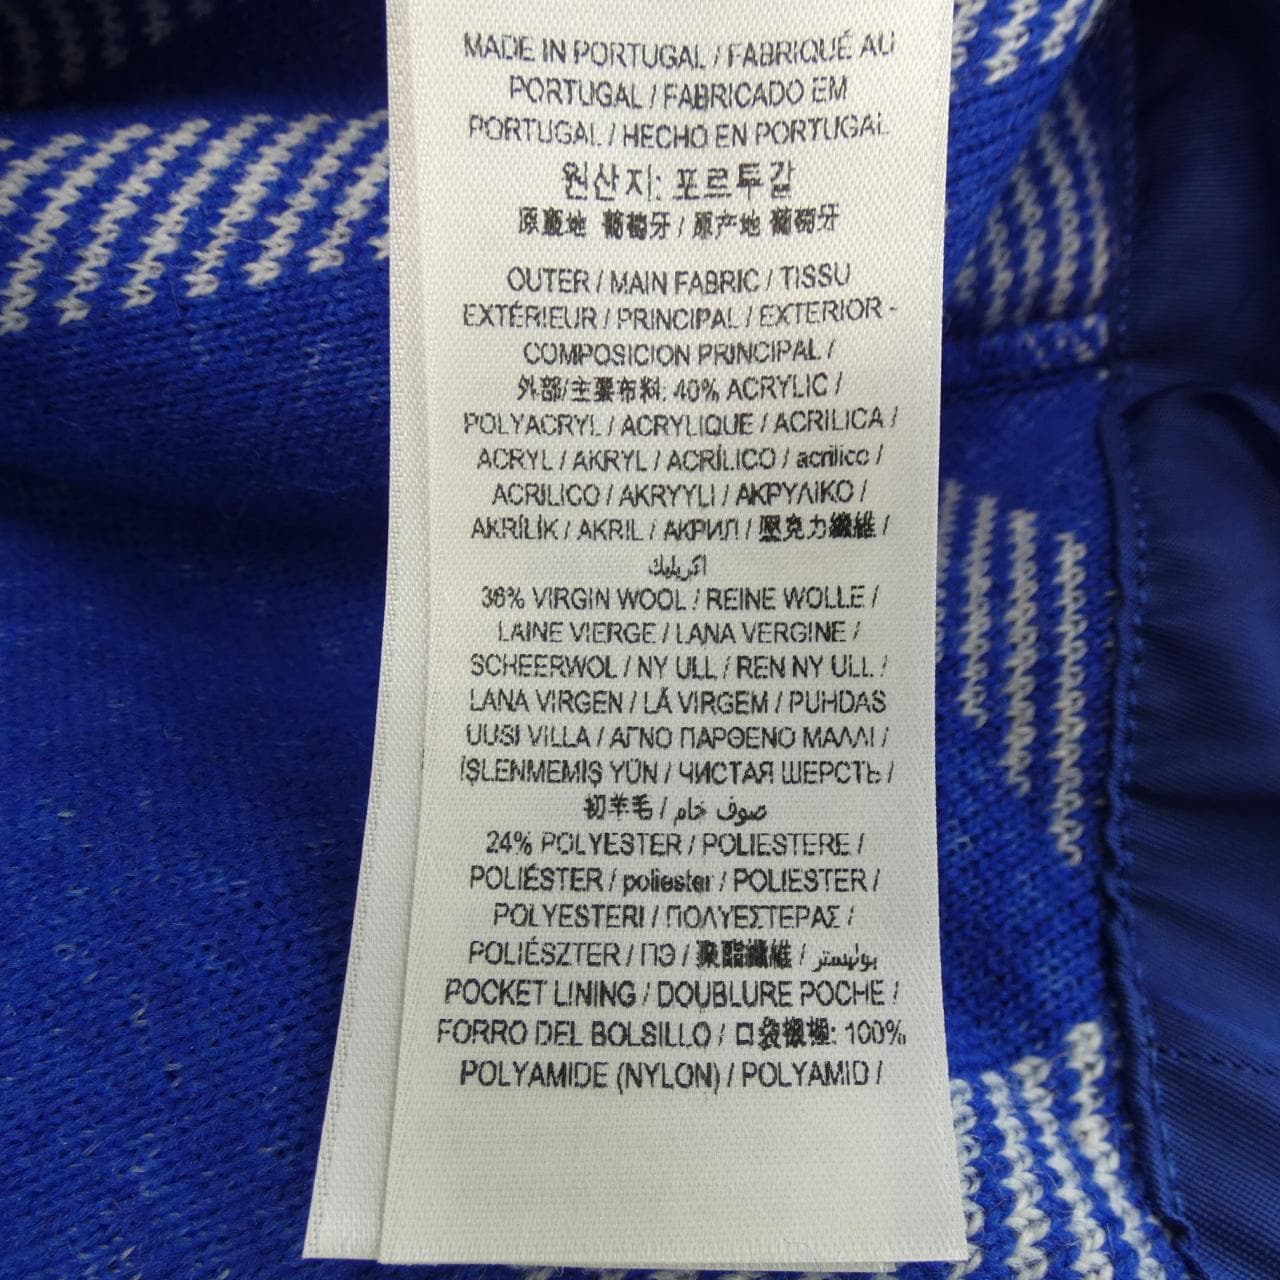 MADE IN PORTUGAL / FABRIQUÉ AU
PORTUGAL / FABRICADO EM
PORTUGAL / HECHO EN PORTUGAL
원산지: 포르투갈
原產地 葡萄牙 / 原产地 葡萄牙
OUTER / MAIN FABRIC / TISSU
EXTÉRIEUR / PRINCIPAL / EXTERIOR -
COMPOSICION PRINCIPAL /
外部/主要布料: 40% ACRYLIC /
POLYACRYL / ACRYLIQUE / ACRILICA /
ACRYL / AKRYL / ACRÍLICO / acrilico /
ACRILICO / AKRYYLI / ΑΚΡΥΛΙΚΟ /
AKRÍLÍK / AKRIL / АКРИЛ / 壓克力纖維 /
اكريليك
36% VIRGIN WOOL / REINE WOLLE /
LAINE VIERGE / LANA VERGINE /
SCHEERWOL / NY ULL / REN NY ULL /
LANA VIRGEN / LÃ VIRGEM / PUHDAS
UUSI VILLA / ΑΓΝΟ ΠΑΡΘΕΝΟ ΜΑΛΛΙ /
İŞLENMEMİŞ YÜN / ЧИСТАЯ ШЕРСТЬ /
初羊毛 / صوف خام
24% POLYESTER / POLIESTERE /
POLIÉSTER / poliester / POLIESTER /
POLYESTERI / ΠΟΛΥΕΣΤΕΡΑΣ /
POLIÉSZTER / ПЭ / 聚酯纖維 / بوليستر
POCKET LINING / DOUBLURE POCHE /
FORRO DEL BOLSILLO / 口袋襯裡: 100%
POLYAMIDE (NYLON) / POLYAMID /